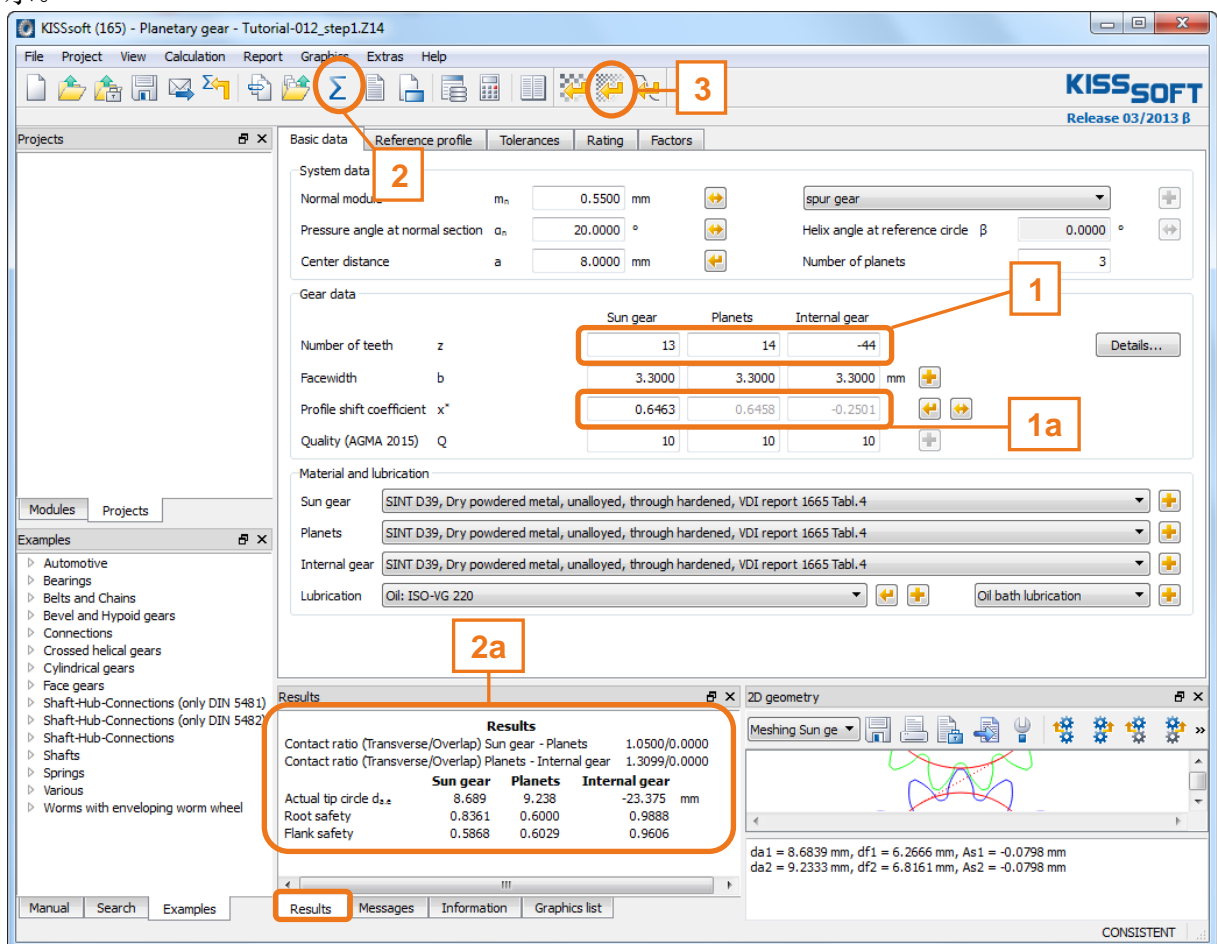 KISSsoft (165) - Planetary gear - Tutorial-012_step1.Z14
File Project View Calculation Report Graphics Extras Help
3
KISSsoft
Release 03/2013 β
Projects
Basic data Reference profile Tolerances Rating Factors
2
System data
Normal module mn 0.5500 mm spur gear
Pressure angle at normal section αn 20.0000 ° Helix angle at reference circle β 0.0000 °
Center distance a 8.0000 mm Number of planets 3
1
Gear data
Sun gear Planets Internal gear
Number of teeth z 13 14 -44 Details...
Facewidth b 3.3000 3.3000 3.3000 mm
Profile shift coefficient x* 0.6463 0.6458 -0.2501
1a
Quality (AGMA 2015) Q 10 10 10
Material and lubrication
Sun gear SINT D39, Dry powdered metal, unalloyed, through hardened, VDI report 1665 Tabl.4
Planets SINT D39, Dry powdered metal, unalloyed, through hardened, VDI report 1665 Tabl.4
Internal gear SINT D39, Dry powdered metal, unalloyed, through hardened, VDI report 1665 Tabl.4
Lubrication Oil: ISO-VG 220 Oil bath lubrication
Modules Projects
Examples
Automotive
Bearings
Belts and Chains
Bevel and Hypoid gears
Connections
Crossed helical gears
Cylindrical gears
Face gears
Shaft-Hub-Connections (only DIN 5481)
Shaft-Hub-Connections (only DIN 5482)
Shaft-Hub-Connections
Shafts
Springs
Various
Worms with enveloping worm wheel
Manual Search Examples
2a
Results
Results
Contact ratio (Transverse/Overlap) Sun gear - Planets 1.0500/0.0000
Contact ratio (Transverse/Overlap) Planets - Internal gear 1.3099/0.0000
Sun gear Planets Internal gear
Actual tip circle da.e 8.689 9.238 -23.375 mm
Root safety 0.8361 0.6000 0.9888
Flank safety 0.5868 0.6029 0.9606
Results Messages Information Graphics list
2D geometry
Meshing Sun ge
da1 = 8.6839 mm, df1 = 6.2666 mm, As1 = -0.0798 mm
da2 = 9.2333 mm, df2 = 6.8161 mm, As2 = -0.0798 mm
CONSISTENT